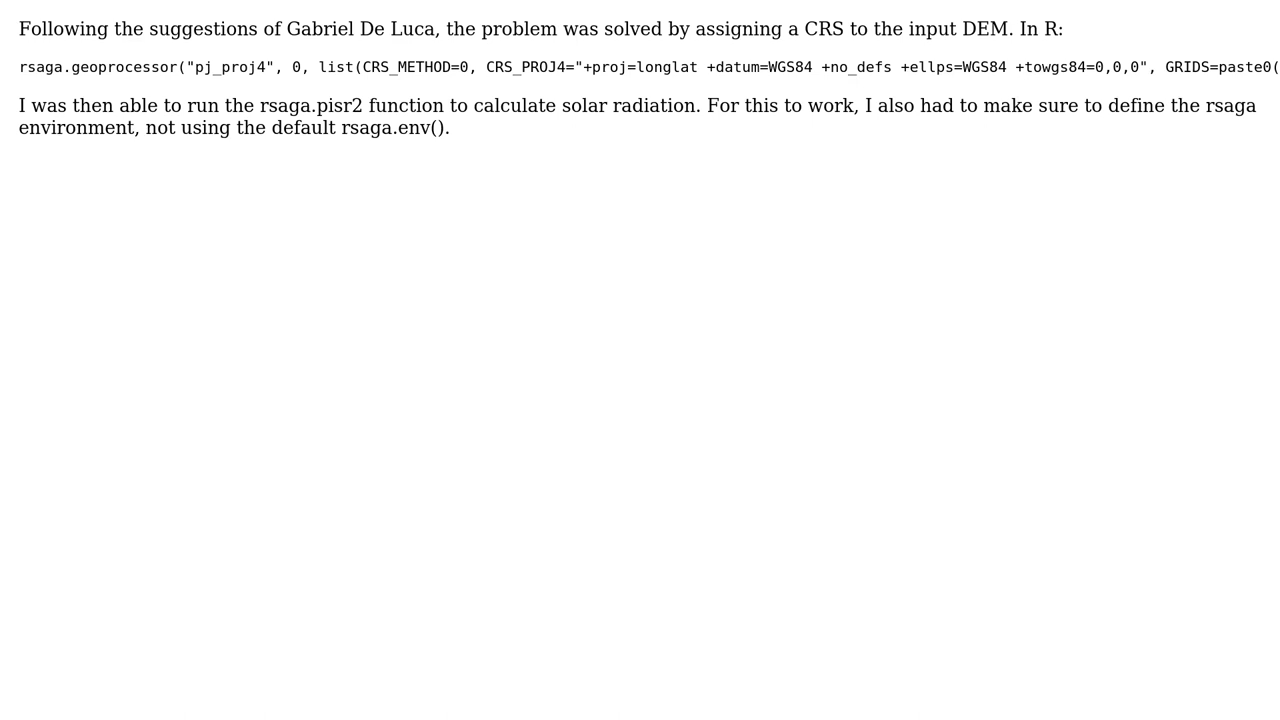 Following the suggestions of Gabriel De Luca, the problem was solved by assigning a CRS to the input DEM. In R:
rsaga.geoprocessor("pj_proj4", 0, list(CRS_METHOD=0, CRS_PROJ4="+proj=longlat +datum=WGS84 +no_defs +ellps=WGS84 +towgs84=0,0,0", GRIDS=paste0(
I was then able to run the rsaga.pisr2 function to calculate solar radiation. For this to work, I also had to make sure to define the rsaga
environment, not using the default rsaga.env().